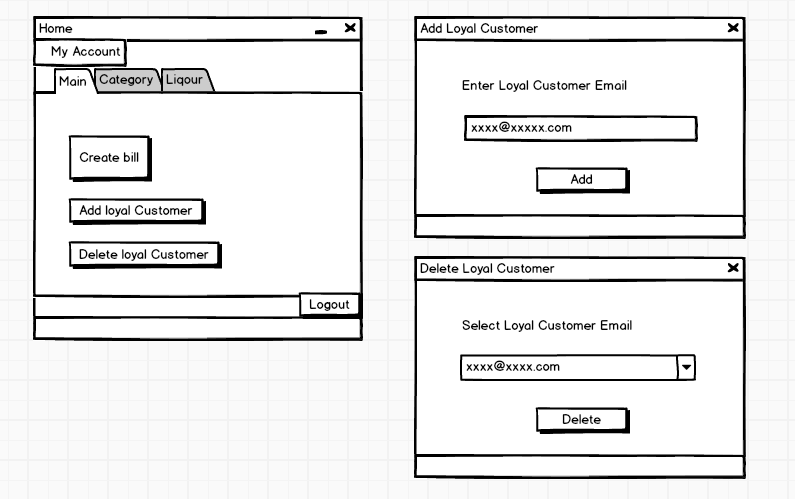 Home
My Account
Main Category Liqour
Create bill
Add loyal Customer
Delete loyal Customer
Logout
Add Loyal Customer
Enter Loyal Customer Email
xxxx@xxxxx.com
Add
Delete Loyal Customer
Select Loyal Customer Email
xxxx@xxxx.com
Delete